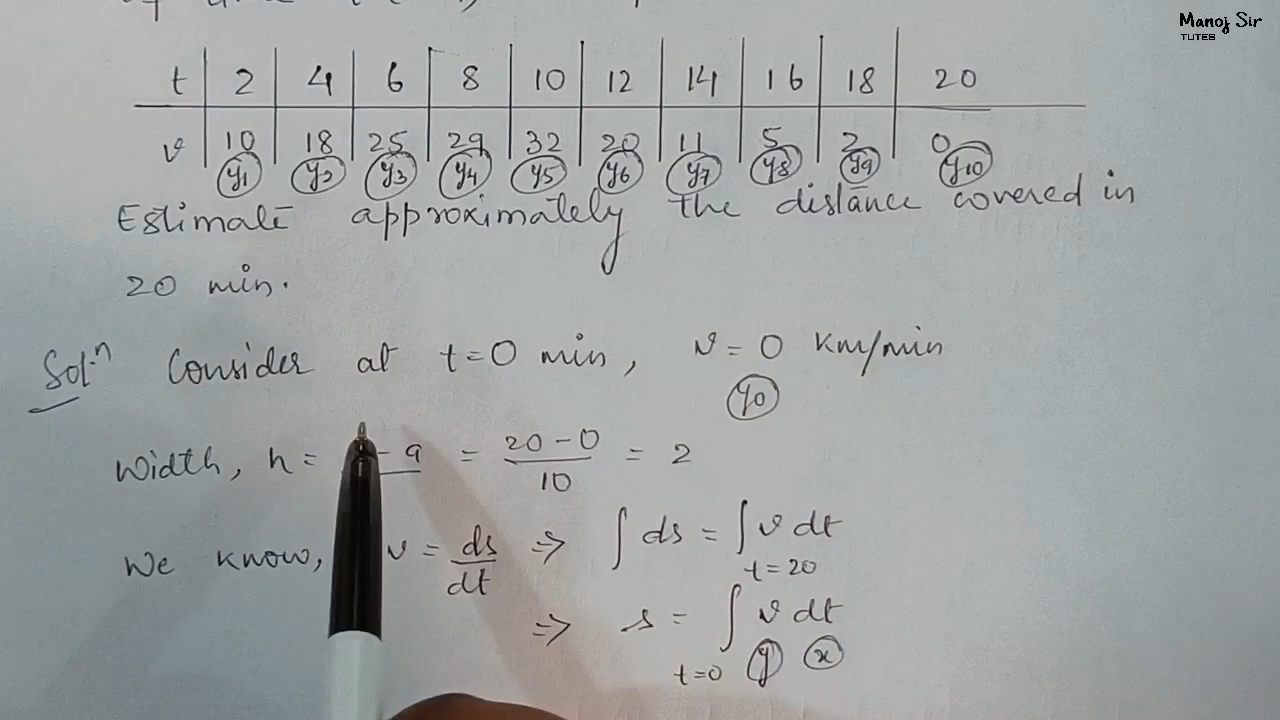 Manoj Sir
TUTES
t 2 4 6 8 10 12 14 16 18 20
v 10 18 25 29 32 20 11 5 2 0
y1 y2 y3 y4 y5 y6 y7 y8 y9 y10
Estimate approximately the distance covered in
20 min.
Sol.n Consider at t=0 min, v = 0 km/min
y0
Width, h = - a = 20 - 0 / 10 = 2
We know, v = ds/dt => ∫ ds = ∫ v dt
t = 20
=> s = ∫ v dt
t=0 y x